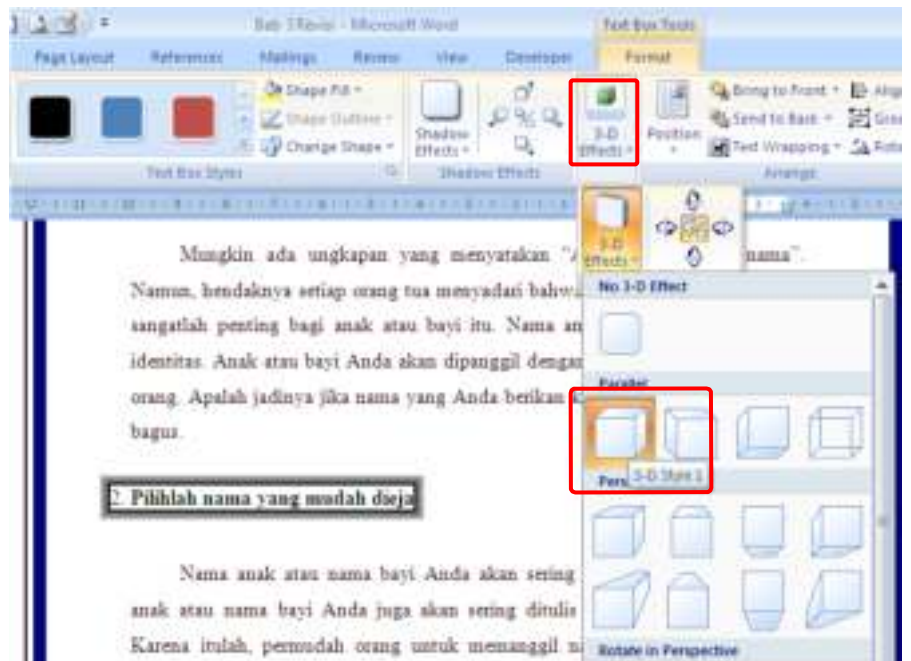 Bab 3 Revisi - Microsoft Word
Text Box Tools
Page Layout References Mailings Review View Developer Format
Shape Fill
Shape Outline
Change Shape
Shadow Effects
3-D Effects
Position
Bring to Front
Send to Back
Text Wrapping
Text Box Styles
Shadow Effects
Arrange
3-D Effects
Mungkin ada ungkapan yang menyatakan "A
nama".
Namun, hendaknya setiap orang tua menyadari bahw
No 3-D Effect
sangatlah penting bagi anak atau bayi itu. Nama an
identitas. Anak atau bayi Anda akan dipanggil dengan
Parallel
orang. Apalah jadinya jika nama yang Anda berikan
bagus.
3-D Style 1
Pers
2. Pilihlah nama yang mudah dieja
Nama anak atau nama bayi Anda akan sering
anak atau nama bayi Anda juga akan sering ditulis
Karena itulah, permudah orang untuk memanggil n
Rotate in Perspective